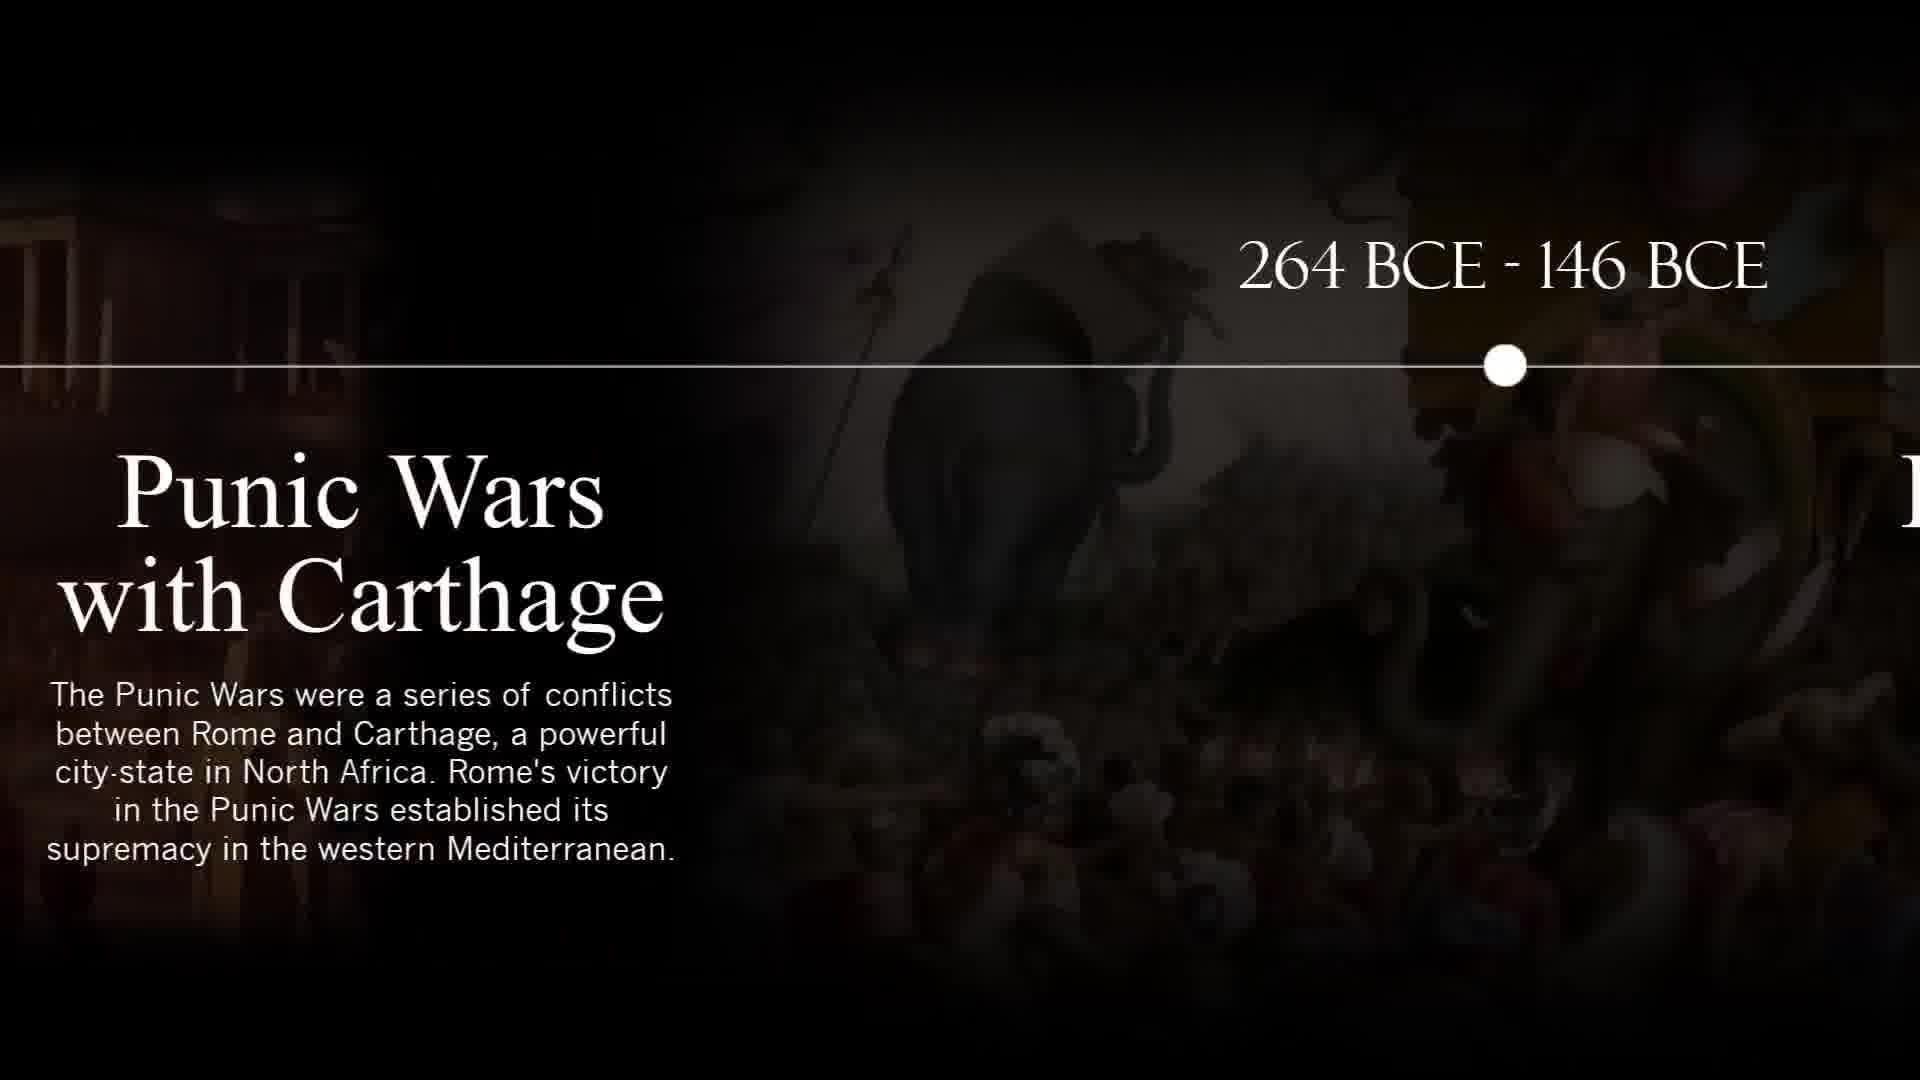 264 BCE - 146 BCE
Punic Wars
with Carthage
The Punic Wars were a series of conflicts
between Rome and Carthage, a powerful
city-state in North Africa. Rome's victory
in the Punic Wars established its
supremacy in the western Mediterranean.